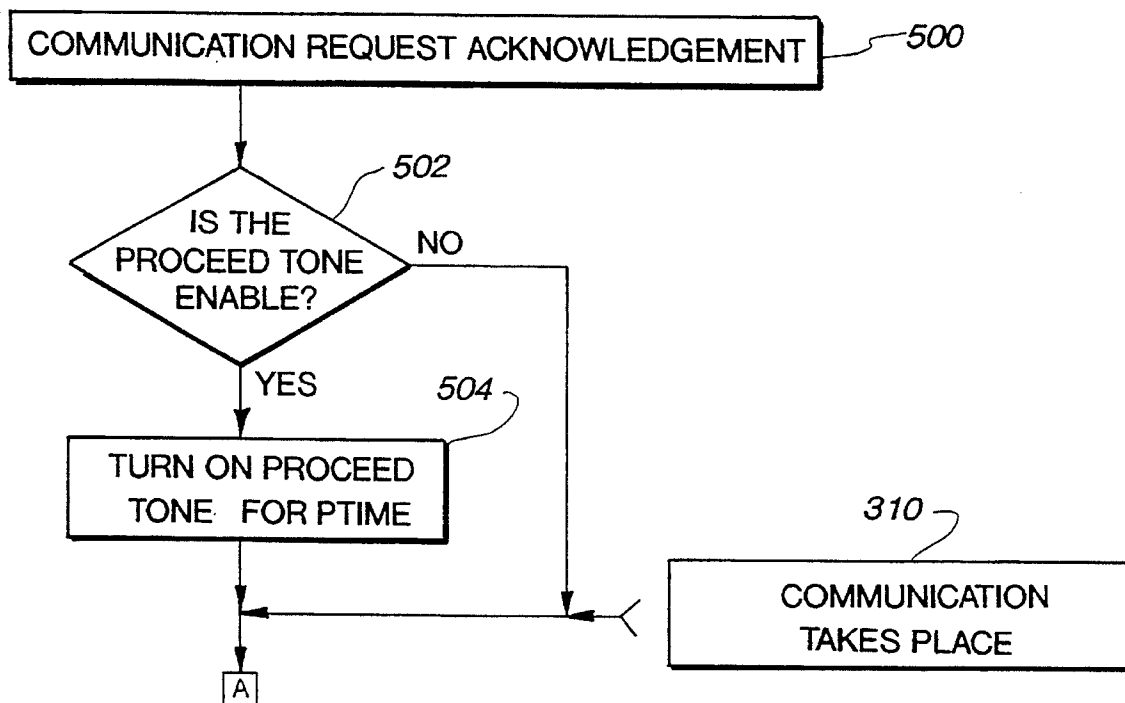 COMMUNICATION REQUEST ACKNOWLEDGEMENT
500
502
IS THE
PROCEED TONE
ENABLE?
NO
YES
504
TURN ON PROCEED
TONE FOR PTIME
310
COMMUNICATION
TAKES PLACE
A